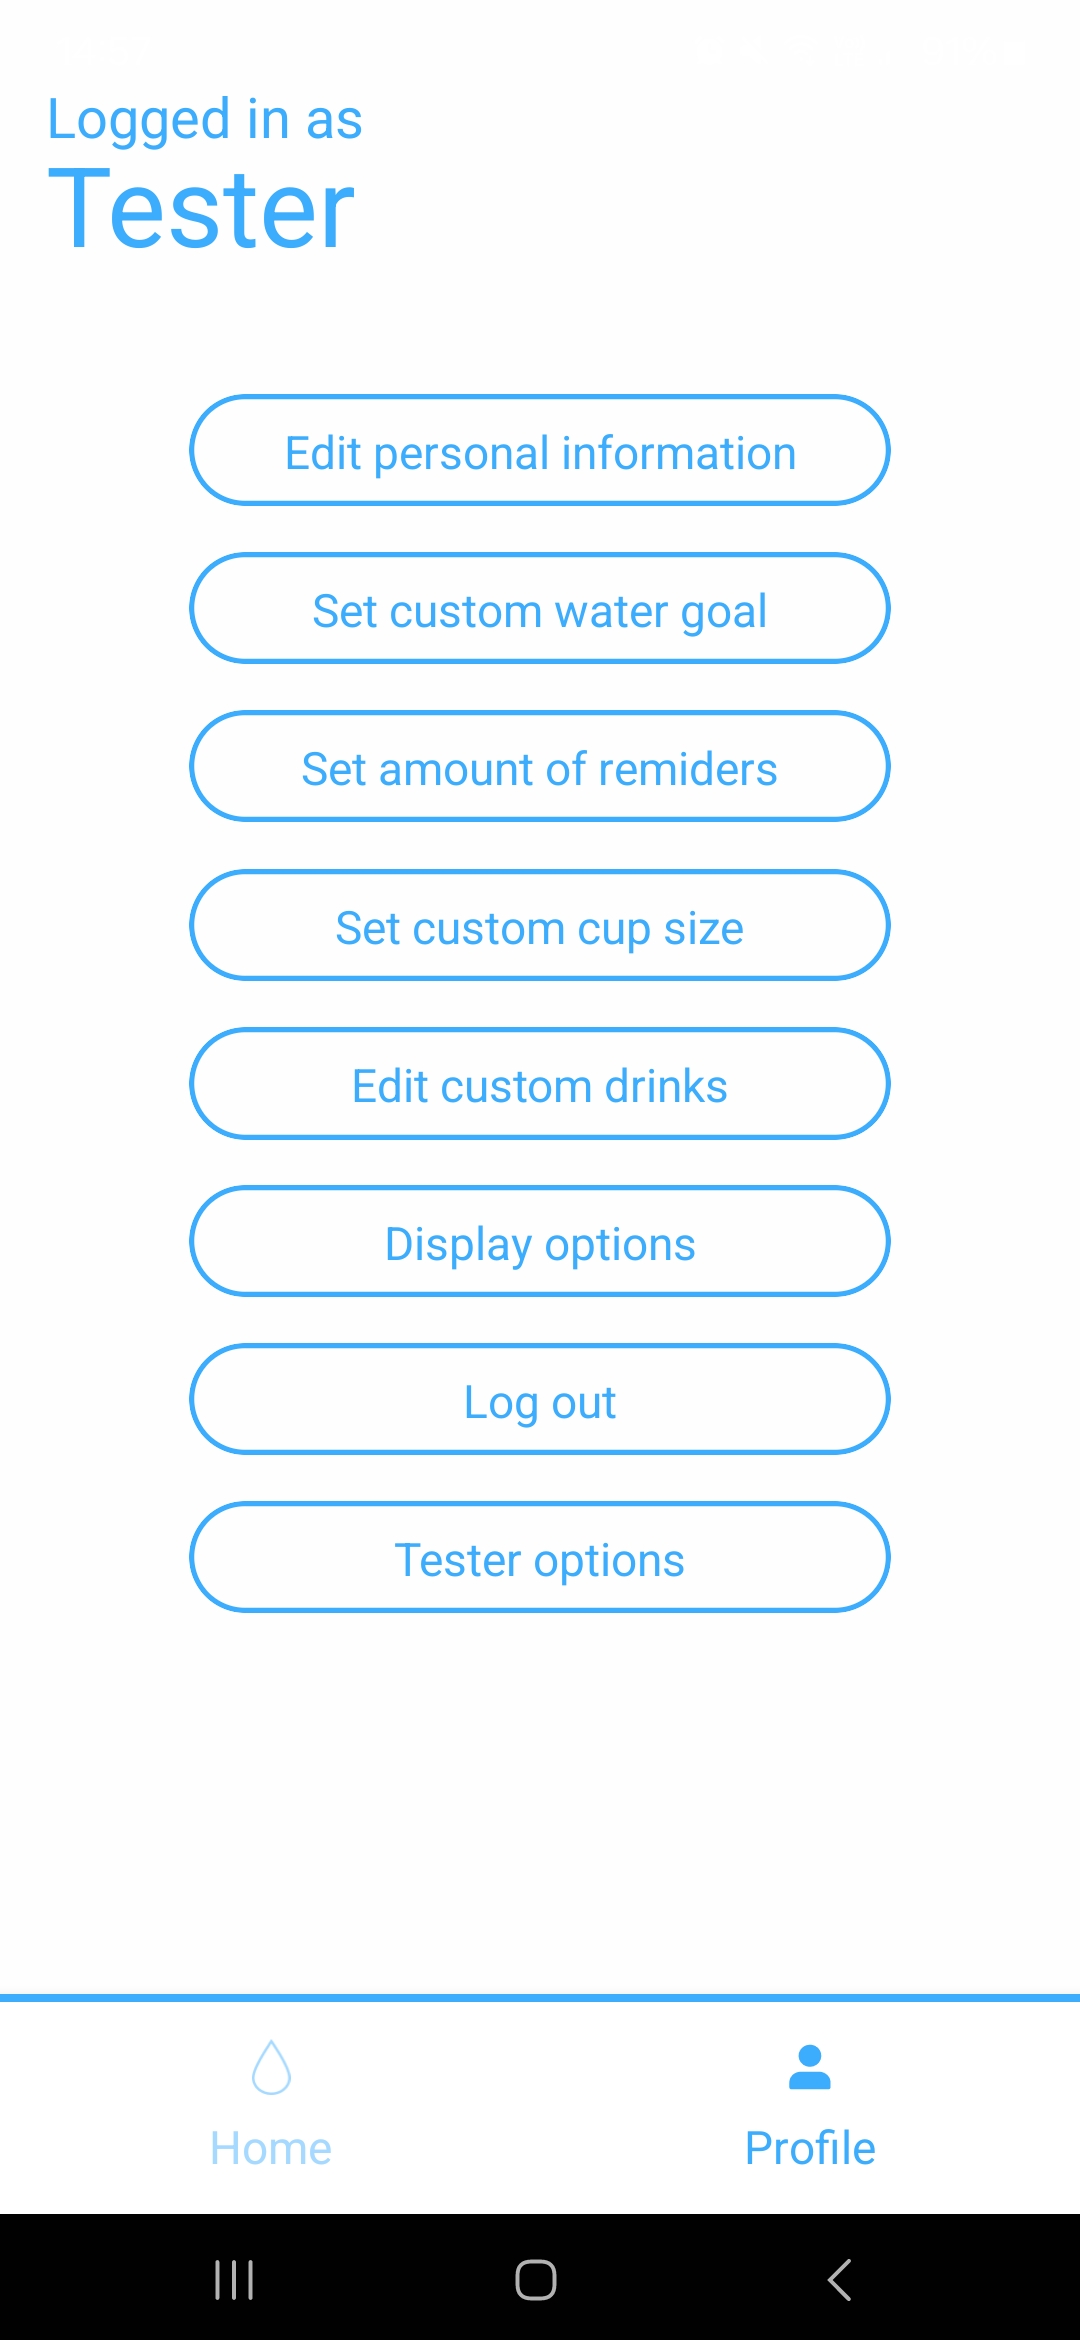 Logged in as
Tester
Edit personal information
Set custom water goal
Set amount of remiders
Set custom cup size
Edit custom drinks
Display options
Log out
Tester options
Home
Profile